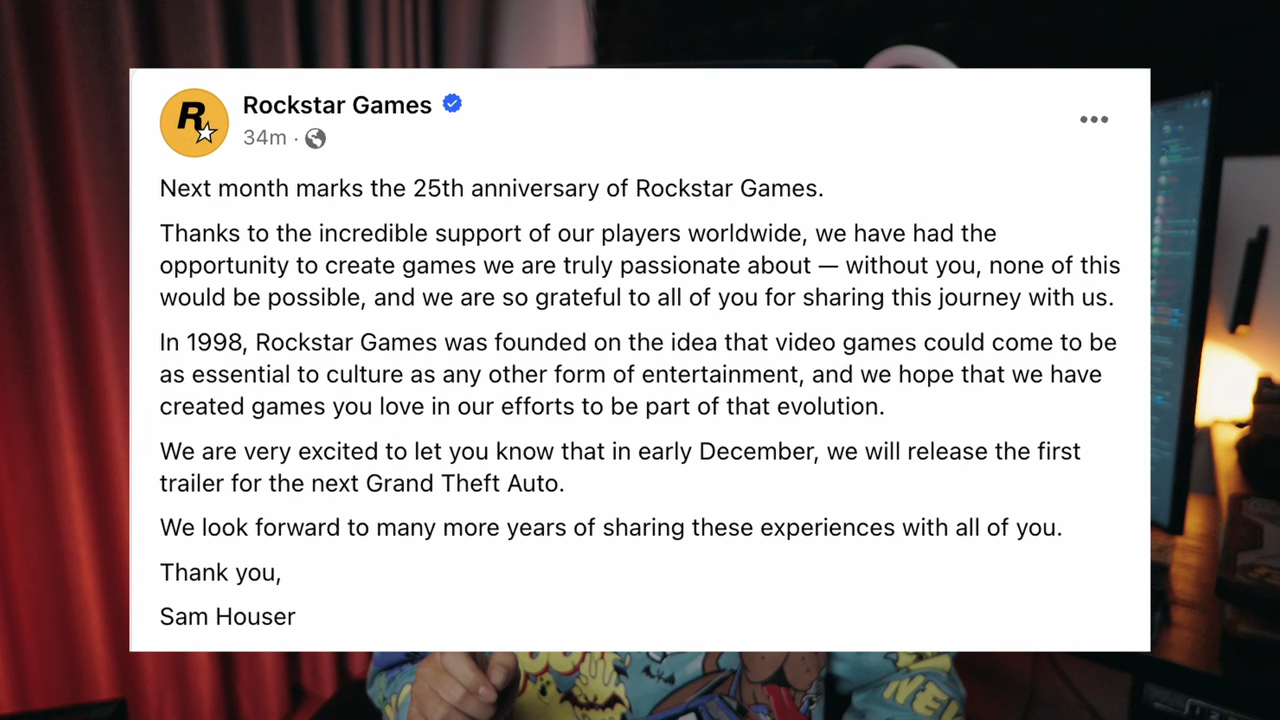 Rockstar Games
34m ·
Next month marks the 25th anniversary of Rockstar Games.
Thanks to the incredible support of our players worldwide, we have had the
opportunity to create games we are truly passionate about — without you, none of this
would be possible, and we are so grateful to all of you for sharing this journey with us.
In 1998, Rockstar Games was founded on the idea that video games could come to be
as essential to culture as any other form of entertainment, and we hope that we have
created games you love in our efforts to be part of that evolution.
We are very excited to let you know that in early December, we will release the first
trailer for the next Grand Theft Auto.
We look forward to many more years of sharing these experiences with all of you.
Thank you,
Sam Houser